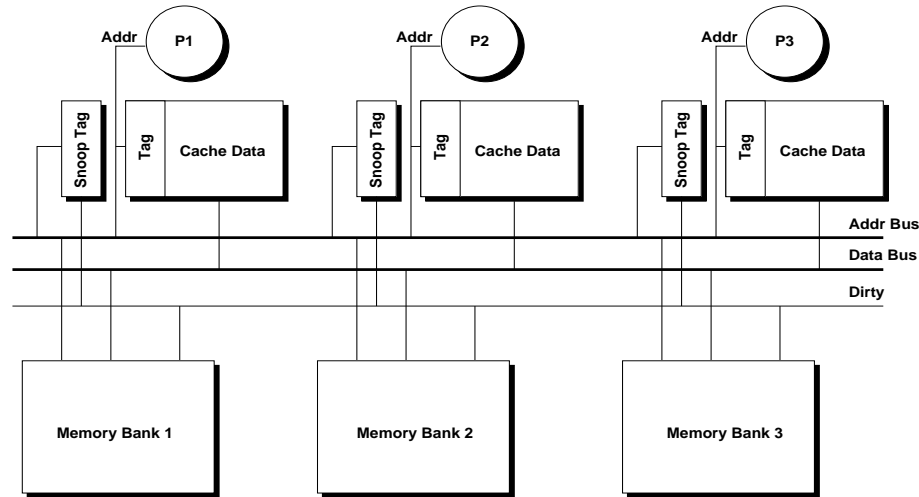 Addr P1 Addr P2 Addr P3
Snoop Tag Tag Cache Data Snoop Tag Tag Cache Data Snoop Tag Tag Cache Data
Addr Bus
Data Bus
Dirty
Memory Bank 1 Memory Bank 2 Memory Bank 3